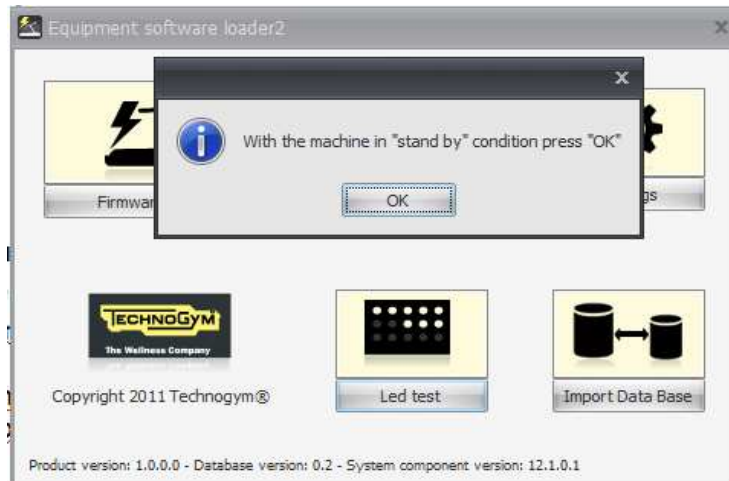 Equipment software loader2
With the machine in "stand by" condition press "OK"
OK
TECHNOGYM
The Wellness Company
Copyright 2011 Technogym®
Led test
Import Data Base
Product version: 1.0.0.0 - Database version: 0.2 - System component version: 12.1.0.1